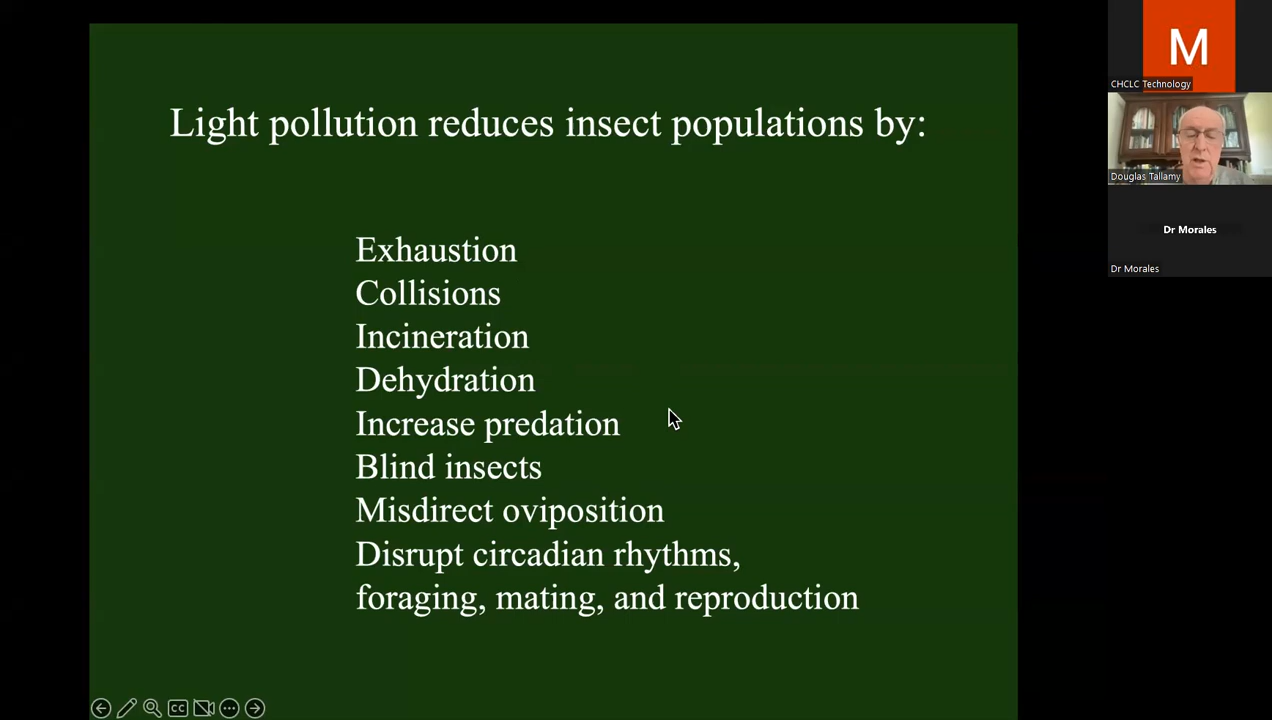 Light pollution reduces insect populations by:
Exhaustion
Collisions
Incineration
Dehydration
Increase predation
Blind insects
Misdirect oviposition
Disrupt circadian rhythms,
foraging, mating, and reproduction
M
CHCLC Technology
Douglas Tallamy
Dr Morales
Dr Morales
CC